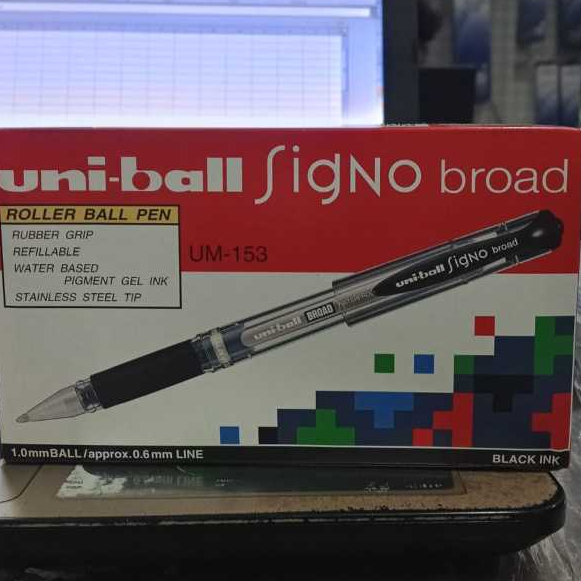 uni-ball SigNo broad
ROLLER BALL PEN
RUBBER GRIP
REFILLABLE
WATER BASED
PIGMENT GEL INK
STAINLESS STEEL TIP
UM-153
uni-ball SigNo broad
uni-ball BROAD
1.0mmBALL/approx.0.6mm LINE
BLACK INK